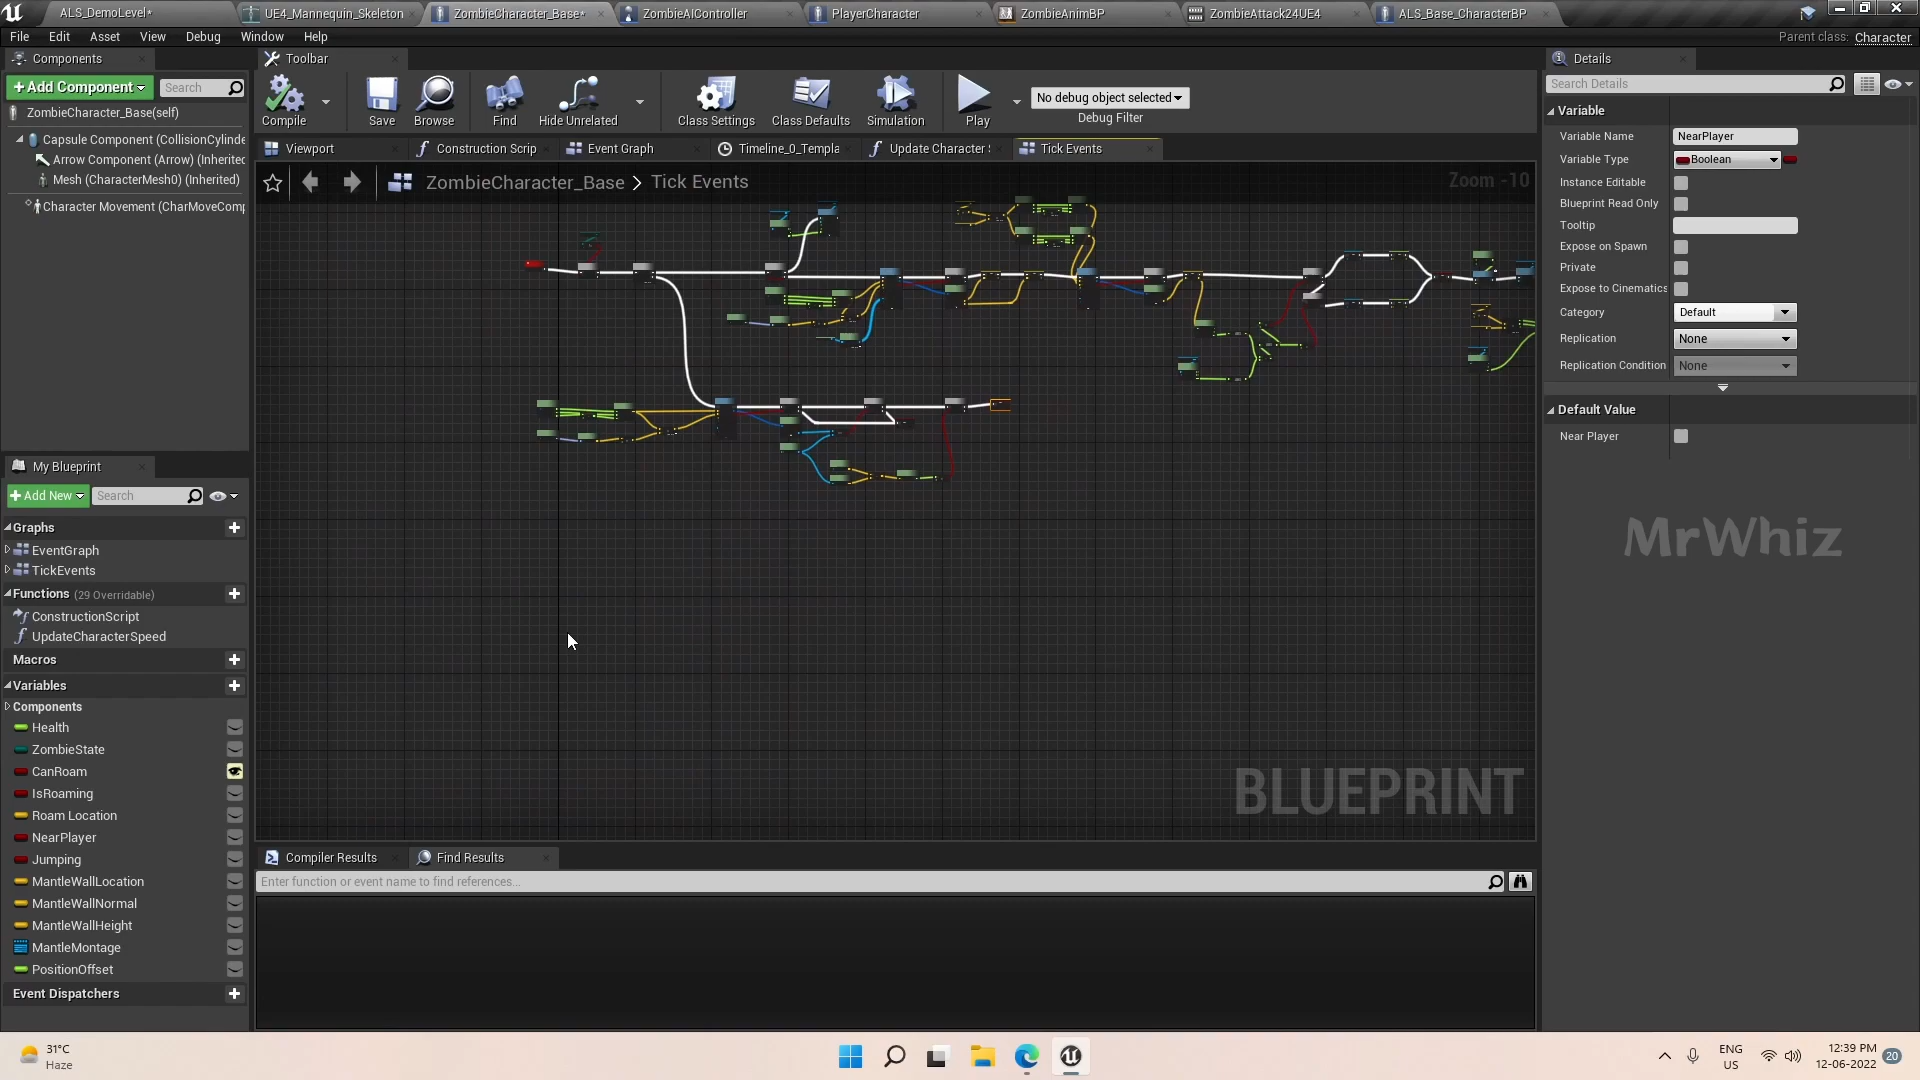 ALS_DemoLevel*
UE4_Mannequin_Skeleton
ZombieCharacter_Base*
ZombieAIController
PlayerCharacter
ZombieAnimBP
ZombieAttack24UE4
ALS_Base_CharacterBP
File Edit Asset View Debug Window Help
Parent class: Character
Components
Toolbar
Details
+Add Component
Search
Search Details
ZombieCharacter_Base(self)
Capsule Component (CollisionCylinde
Arrow Component (Arrow) (Inherited
Mesh (CharacterMesh0) (Inherited)
Character Movement (CharMoveComp
Compile
Save
Browse
Find
Hide Unrelated
Class Settings
Class Defaults
Simulation
Play
No debug object selected
Debug Filter
Viewport
Construction Scrip
Event Graph
Timeline_0_Templa
Update Character S
Tick Events
ZombieCharacter_Base > Tick Events
Zoom -10
BLUEPRINT
Variable
Variable Name NearPlayer
Variable Type Boolean
Instance Editable
Blueprint Read Only
Tooltip
Expose on Spawn
Private
Expose to Cinematics
Category Default
Replication None
Replication Condition None
Default Value
Near Player
MrWhiz
My Blueprint
+Add New
Search
Graphs
EventGraph
TickEvents
Functions (29 Overridable)
ConstructionScript
UpdateCharacterSpeed
Macros
Variables
Components
Health
ZombieState
CanRoam
IsRoaming
Roam Location
NearPlayer
Jumping
MantleWallLocation
MantleWallNormal
MantleWallHeight
MantleMontage
PositionOffset
Event Dispatchers
Compiler Results
Find Results
Enter function or event name to find references...
31°C
Haze
ENG
US
12:39 PM
12-06-2022
20